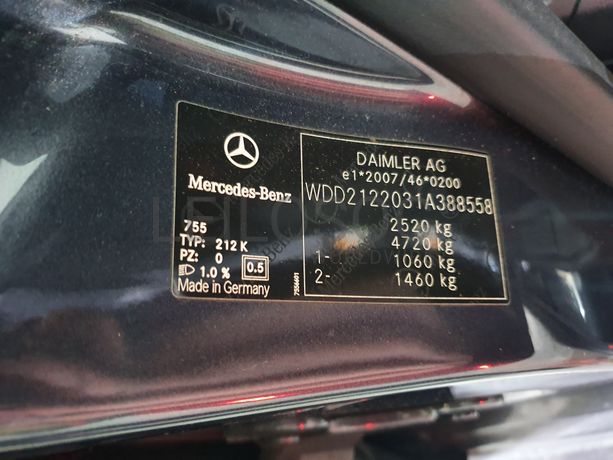 Mercedes-Benz
755
TYP: 212 K
PZ: 0
1.0 % 0.5
Made in Germany
7556601
DAIMLER AG
e1*2007/46*0200
WDD2122031A388558
2520 kg
4720 kg
1- 1060 kg
2- 1460 kg